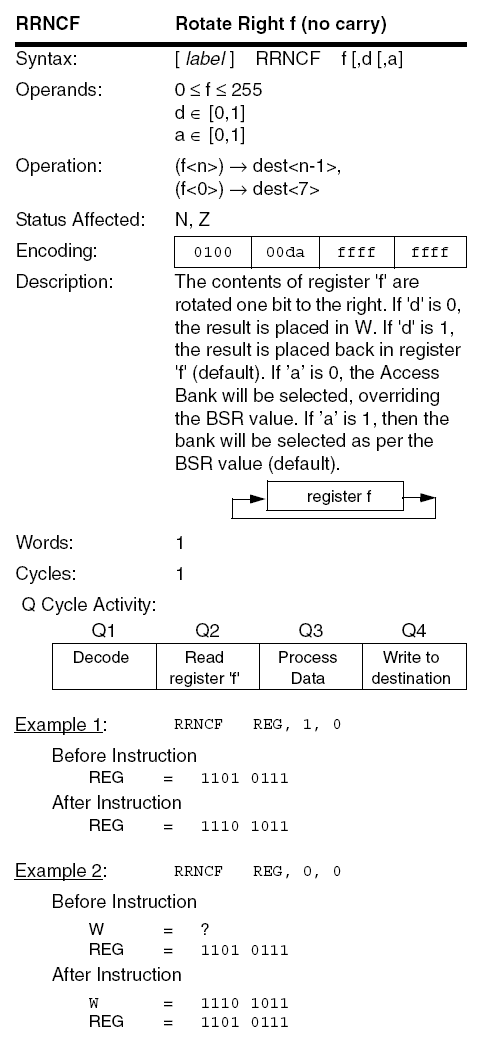 RRNCF Rotate Right f (no carry)
Syntax: [ label ] RRNCF f [,d [,a]
Operands: 0 ≤ f ≤ 255
d ∈ [0,1]
a ∈ [0,1]
Operation: (f<n>) → dest<n-1>,
(f<0>) → dest<7>
Status Affected: N, Z
Encoding: 0100 00da ffff ffff
Description: The contents of register 'f' are
rotated one bit to the right. If 'd' is 0,
the result is placed in W. If 'd' is 1,
the result is placed back in register
'f' (default). If ’a’ is 0, the Access
Bank will be selected, overriding
the BSR value. If ’a’ is 1, then the
bank will be selected as per the
BSR value (default).
register f
Words: 1
Cycles: 1
Q Cycle Activity:
Q1 Q2 Q3 Q4
Decode Read Process Write to
register 'f' Data destination
Example 1: RRNCF REG, 1, 0
Before Instruction
REG = 1101 0111
After Instruction
REG = 1110 1011
Example 2: RRNCF REG, 0, 0
Before Instruction
W = ?
REG = 1101 0111
After Instruction
W = 1110 1011
REG = 1101 0111